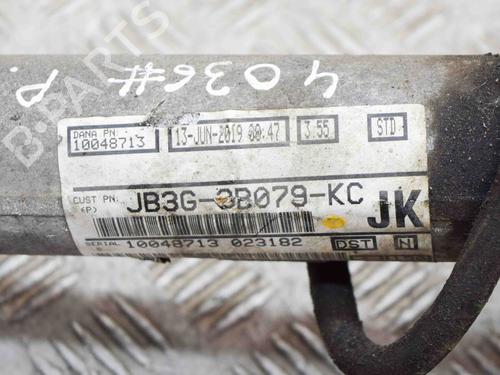 4036# P.
B-PARTS
DANA PN: 10048713 13-JUN-2019 00:47 3.55 STD
CUST PN: (P) JB3G-3B079-KC JK
SERIAL 10048713 023182 DST N